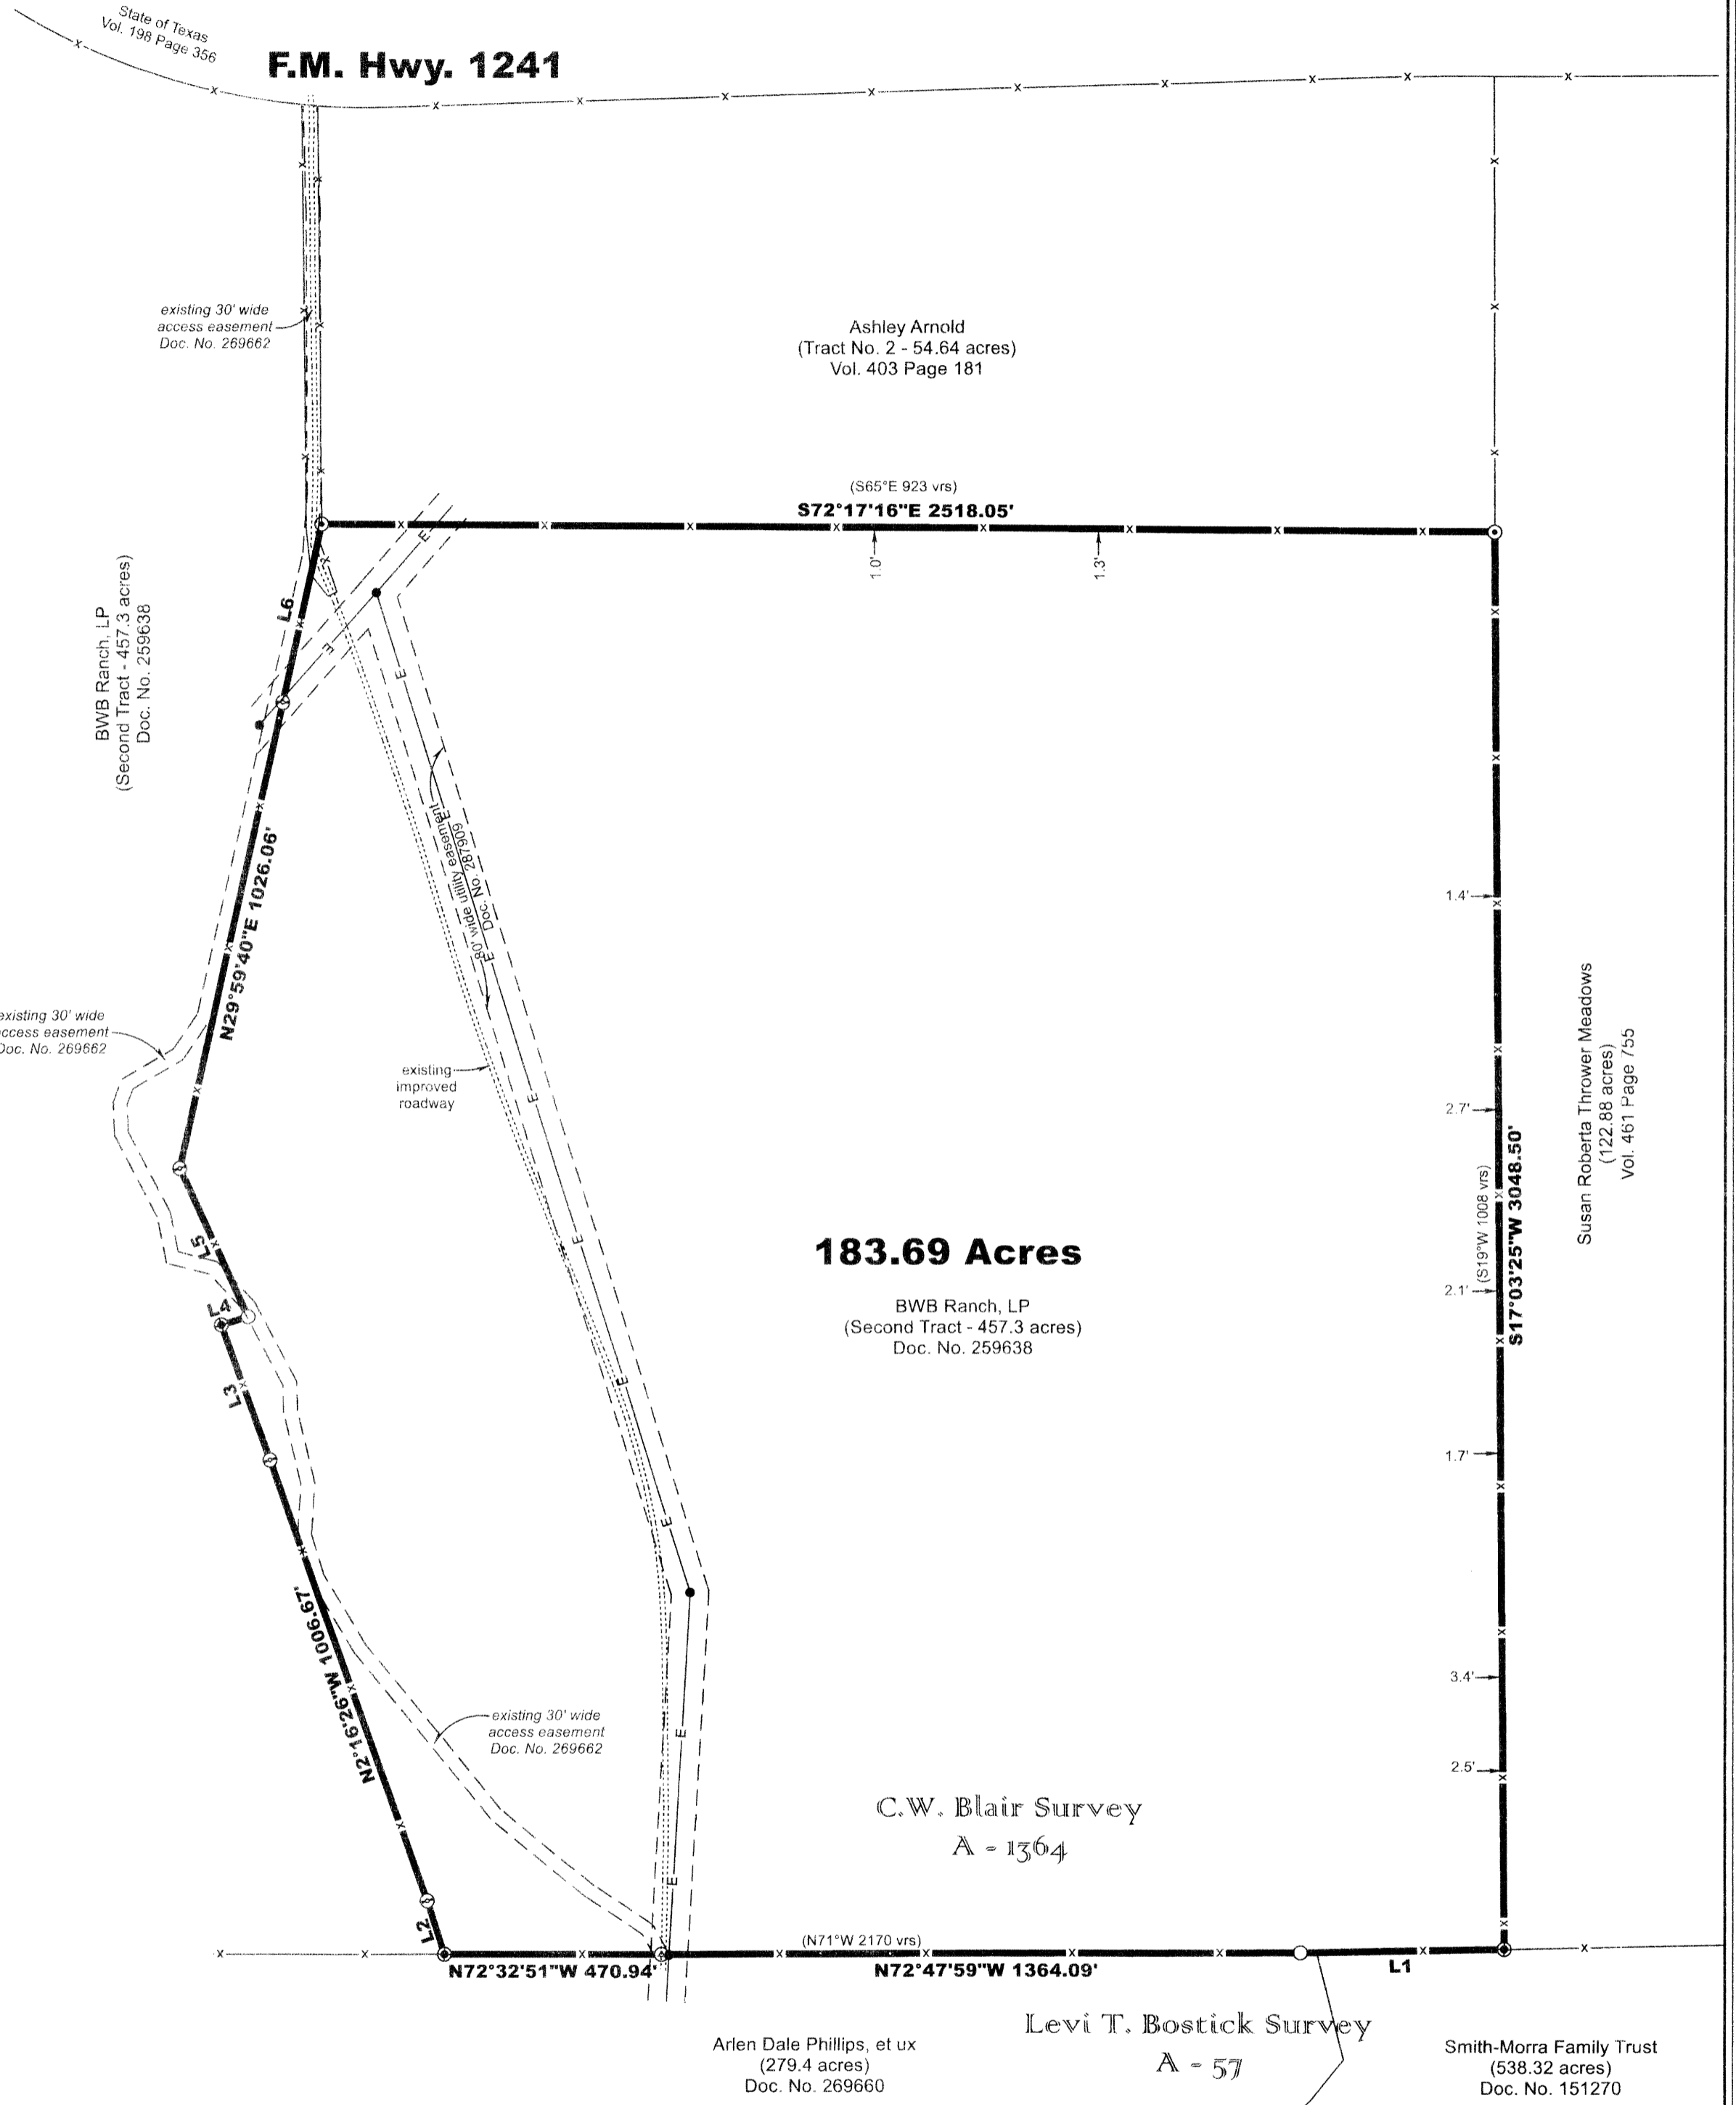 State of Texas
Vol. 198 Page 356
F.M. Hwy. 1241
existing 30' wide
access easement
Doc. No. 269662
Ashley Arnold
(Tract No. 2 - 54.64 acres)
Vol. 403 Page 181
(S65°E 923 vrs)
S72°17'16"E 2518.05'
1.0'
1.3'
L6
BWB Ranch, LP
(Second Tract - 457.3 acres)
Doc. No. 259638
N29°59'40"E 1026.06'
80' wide utility easement
Doc. No. 287909
existing 30' wide
access easement
Doc. No. 269662
existing
improved
roadway
1.4'
2.7'
2.1'
1.7'
3.4'
2.5'
(S19°W 1008 vrs)
S17°03'25"W 3048.50'
Susan Roberta Thrower Meadows
(122.88 acres)
Vol. 461 Page 755
L5
L4
L3
183.69 Acres
BWB Ranch, LP
(Second Tract - 457.3 acres)
Doc. No. 259638
N2°16'26"W 1006.67'
existing 30' wide
access easement
Doc. No. 269662
C.W. Blair Survey
A - 1364
L2
(N71°W 2170 vrs)
N72°32'51"W 470.94'
N72°47'59"W 1364.09'
L1
Levi T. Bostick Survey
A - 57
Arlen Dale Phillips, et ux
(279.4 acres)
Doc. No. 269660
Smith-Morra Family Trust
(538.32 acres)
Doc. No. 151270